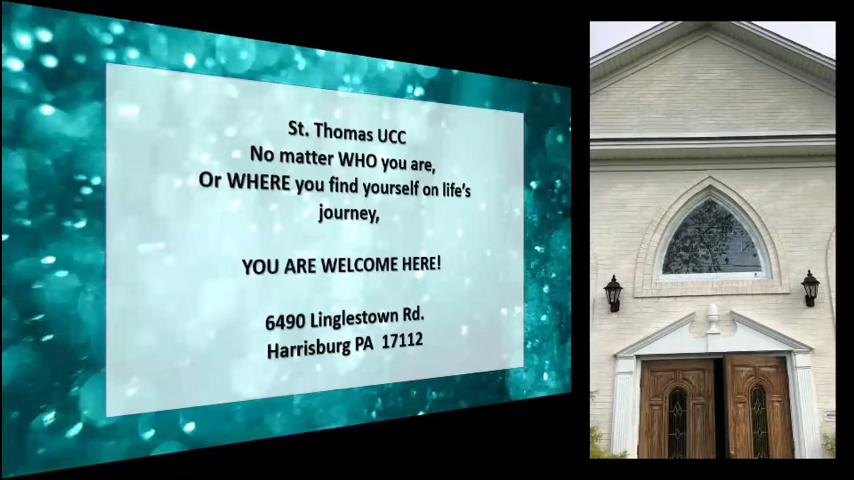 St. Thomas UCC
No matter WHO you are,
Or WHERE you find yourself on life's
journey,
YOU ARE WELCOME HERE!
6490 Linglestown Rd.
Harrisburg PA 17112